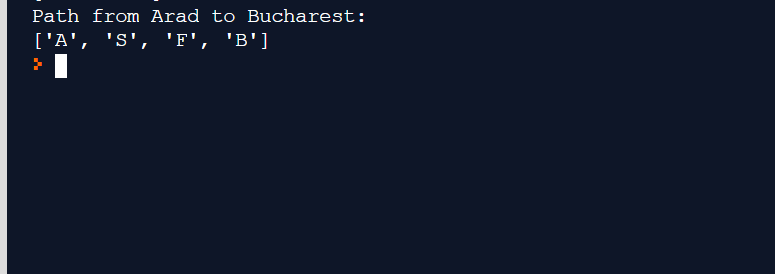 Path from Arad to Bucharest:
['A', 'S', 'F', 'B']